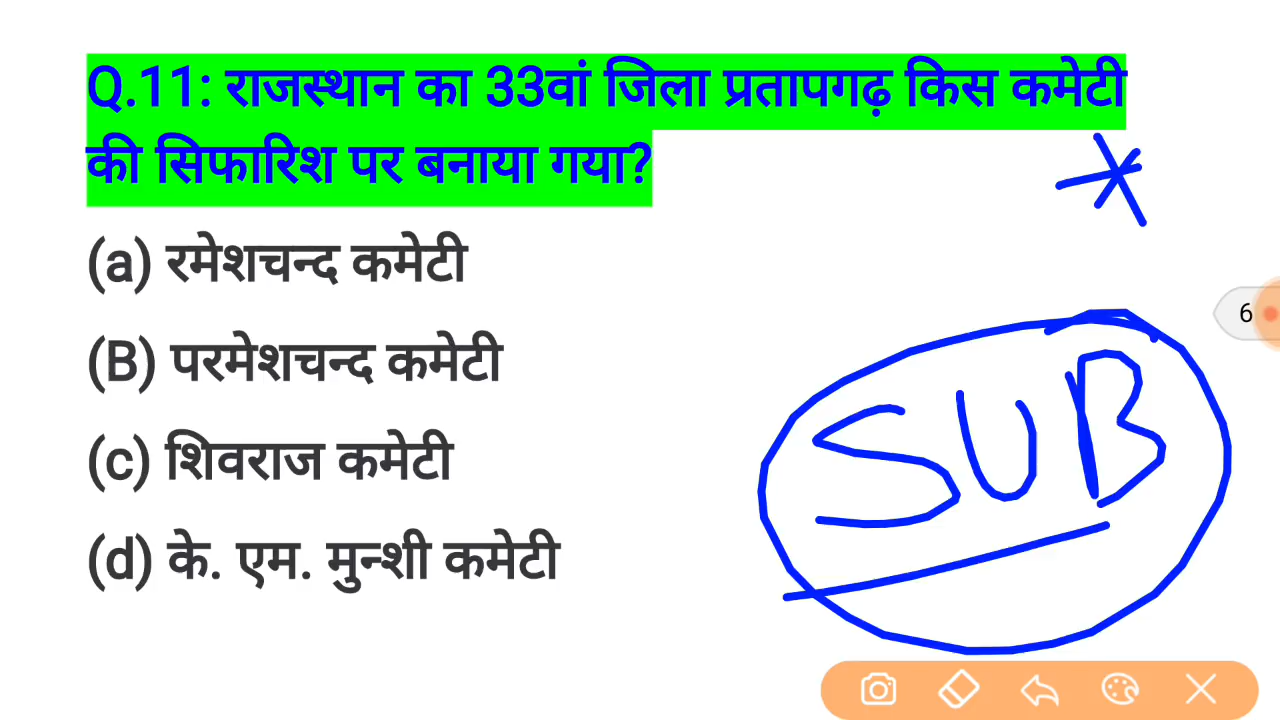 Q.11: राजस्थान का 33वां जिला प्रतापगढ़ किस कमेटी
की सिफारिश पर बनाया गया?
(a) रमेशचन्द कमेटी
(B) परमेशचन्द कमेटी
6
(c) शिवराज कमेटी
SUB
(d) के. एम. मुन्शी कमेटी